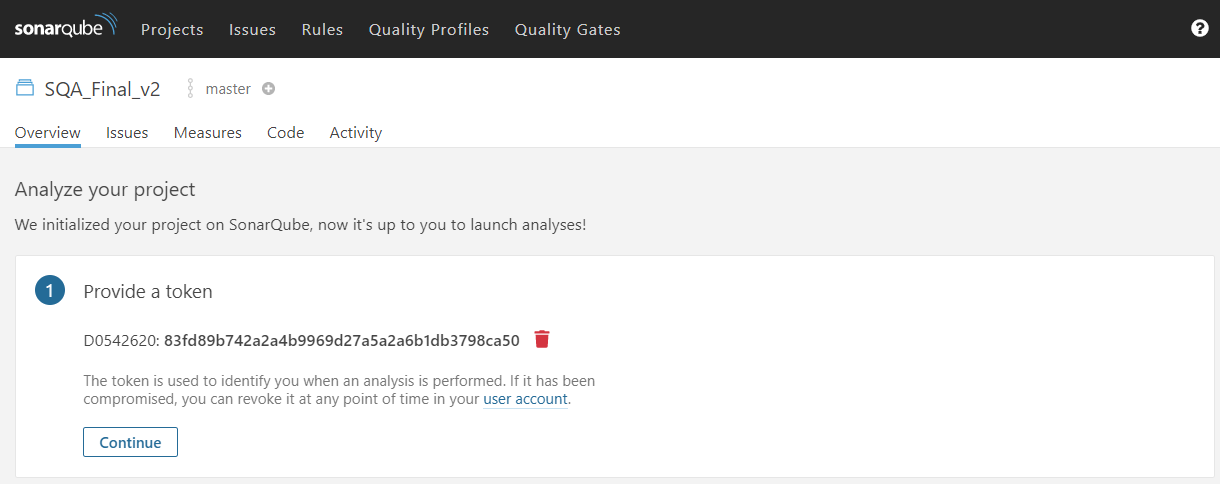 sonarqube Projects Issues Rules Quality Profiles Quality Gates ?
SQA_Final_v2 master
Overview Issues Measures Code Activity
Analyze your project
We initialized your project on SonarQube, now it's up to you to launch analyses!
1 Provide a token
D0542620: 83fd89b742a2a4b9969d27a5a2a6b1db3798ca50
The token is used to identify you when an analysis is performed. If it has been
compromised, you can revoke it at any point of time in your user account.
Continue